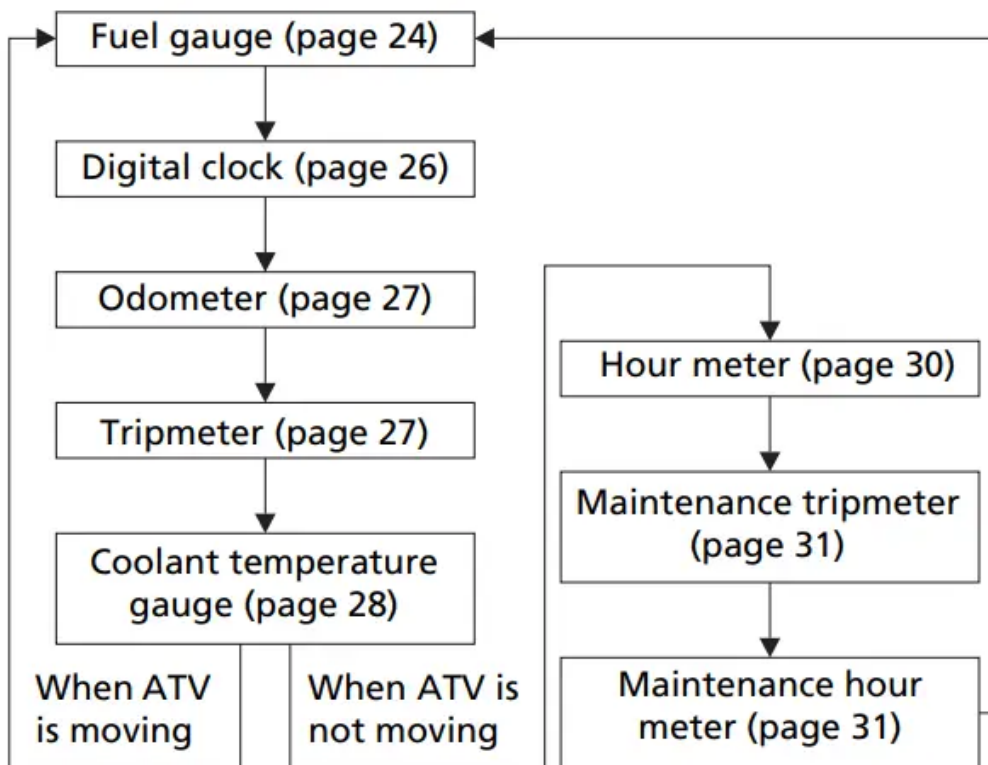 Fuel gauge (page 24)
Digital clock (page 26)
Odometer (page 27)
Tripmeter (page 27)
Coolant temperature
gauge (page 28)
When ATV
is moving
When ATV is
not moving
Hour meter (page 30)
Maintenance tripmeter
(page 31)
Maintenance hour
meter (page 31)